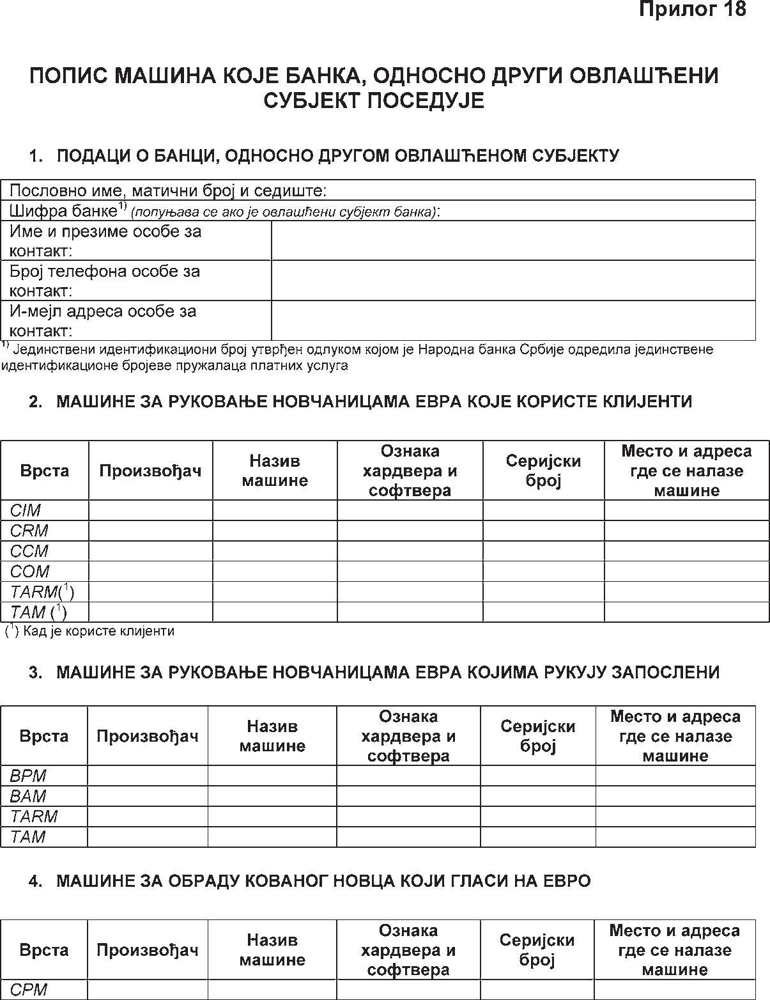 Прилог 18
ПОПИС МАШИНА КОЈЕ БАНКА, ОДНОСНО ДРУГИ ОВЛАШЋЕНИ
СУБЈЕКТ ПОСЕДУЈЕ
1. ПОДАЦИ О БАНЦИ, ОДНОСНО ДРУГОМ ОВЛАШЋЕНОМ СУБЈЕКТУ
Пословно име, матични број и седиште:
Шифра банке1) (попуњава се ако је овлашћени субјект банка):
Име и презиме особе за
контакт:
Број телефона особе за
контакт:
И-мејл адреса особе за
контакт:
1) Јединствени идентификациони број утврђен одлуком којом је Народна банка Србије одредила јединствене
идентификационе бројеве пружалаца платних услуга
2. МАШИНЕ ЗА РУКОВАЊЕ НОВЧАНИЦАМА ЕВРА КОЈЕ КОРИСТЕ КЛИЈЕНТИ
Врста
Произвођач
Назив
машине
Ознака
хардвера и
софтвера
Серијски
број
Место и адреса
где се налазе
машине
CIM
CRM
CCM
COM
TARM(1)
TAM (1)
(1) Кад је користе клијенти
3. МАШИНЕ ЗА РУКОВАЊЕ НОВЧАНИЦАМА ЕВРА КОЈИМА РУКУЈУ ЗАПОСЛЕНИ
Врста
Произвођач
Назив
машине
Ознака
хардвера и
софтвера
Серијски
број
Место и адреса
где се налазе
машине
BPM
BAM
TARM
TAM
4. МАШИНЕ ЗА ОБРАДУ КОВАНОГ НОВЦА КОЈИ ГЛАСИ НА ЕВРО
Врста
Произвођач
Назив
машине
Ознака
хардвера и
софтвера
Серијски
број
Место и адреса
где се налазе
машине
CPM